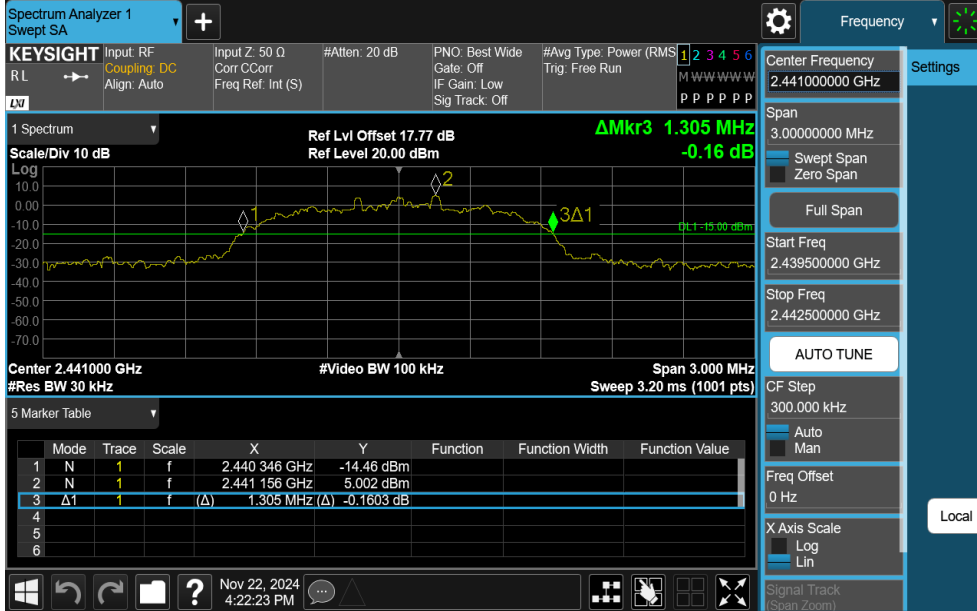 Spectrum Analyzer 1
Swept SA
Frequency
KEYSIGHT
R L
LXI
Input: RF
Coupling: DC
Align: Auto
Input Z: 50 Ω
Corr CCorr
Freq Ref: Int (S)
#Atten: 20 dB
PNO: Best Wide
Gate: Off
IF Gain: Low
Sig Track: Off
#Avg Type: Power (RMS
Trig: Free Run
1 2 3 4 5 6
M W W W W W
P P P P P P
Center Frequency
2.441000000 GHz
Settings
Span
3.00000000 MHz
Swept Span
Zero Span
Full Span
Start Freq
2.439500000 GHz
Stop Freq
2.442500000 GHz
AUTO TUNE
CF Step
300.000 kHz
Auto
Man
Freq Offset
0 Hz
Local
X Axis Scale
Log
Lin
Signal Track
(Span Zoom)
1 Spectrum
Scale/Div 10 dB
Ref Lvl Offset 17.77 dB
Ref Level 20.00 dBm
ΔMkr3 1.305 MHz
-0.16 dB
Log
10.0
0.00
-10.0
-20.0
-30.0
-40.0
-50.0
-60.0
-70.0
1
2
3Δ1
DL1 -15.00 dBm
Center 2.441000 GHz
#Video BW 100 kHz
Span 3.000 MHz
#Res BW 30 kHz
Sweep 3.20 ms (1001 pts)
5 Marker Table
Mode Trace Scale X Y Function Function Width Function Value
1 N 1 f 2.440 346 GHz -14.46 dBm
2 N 1 f 2.441 156 GHz 5.002 dBm
3 Δ1 1 f (Δ) 1.305 MHz (Δ) -0.1603 dB
4
5
6
?
Nov 22, 2024
4:22:23 PM